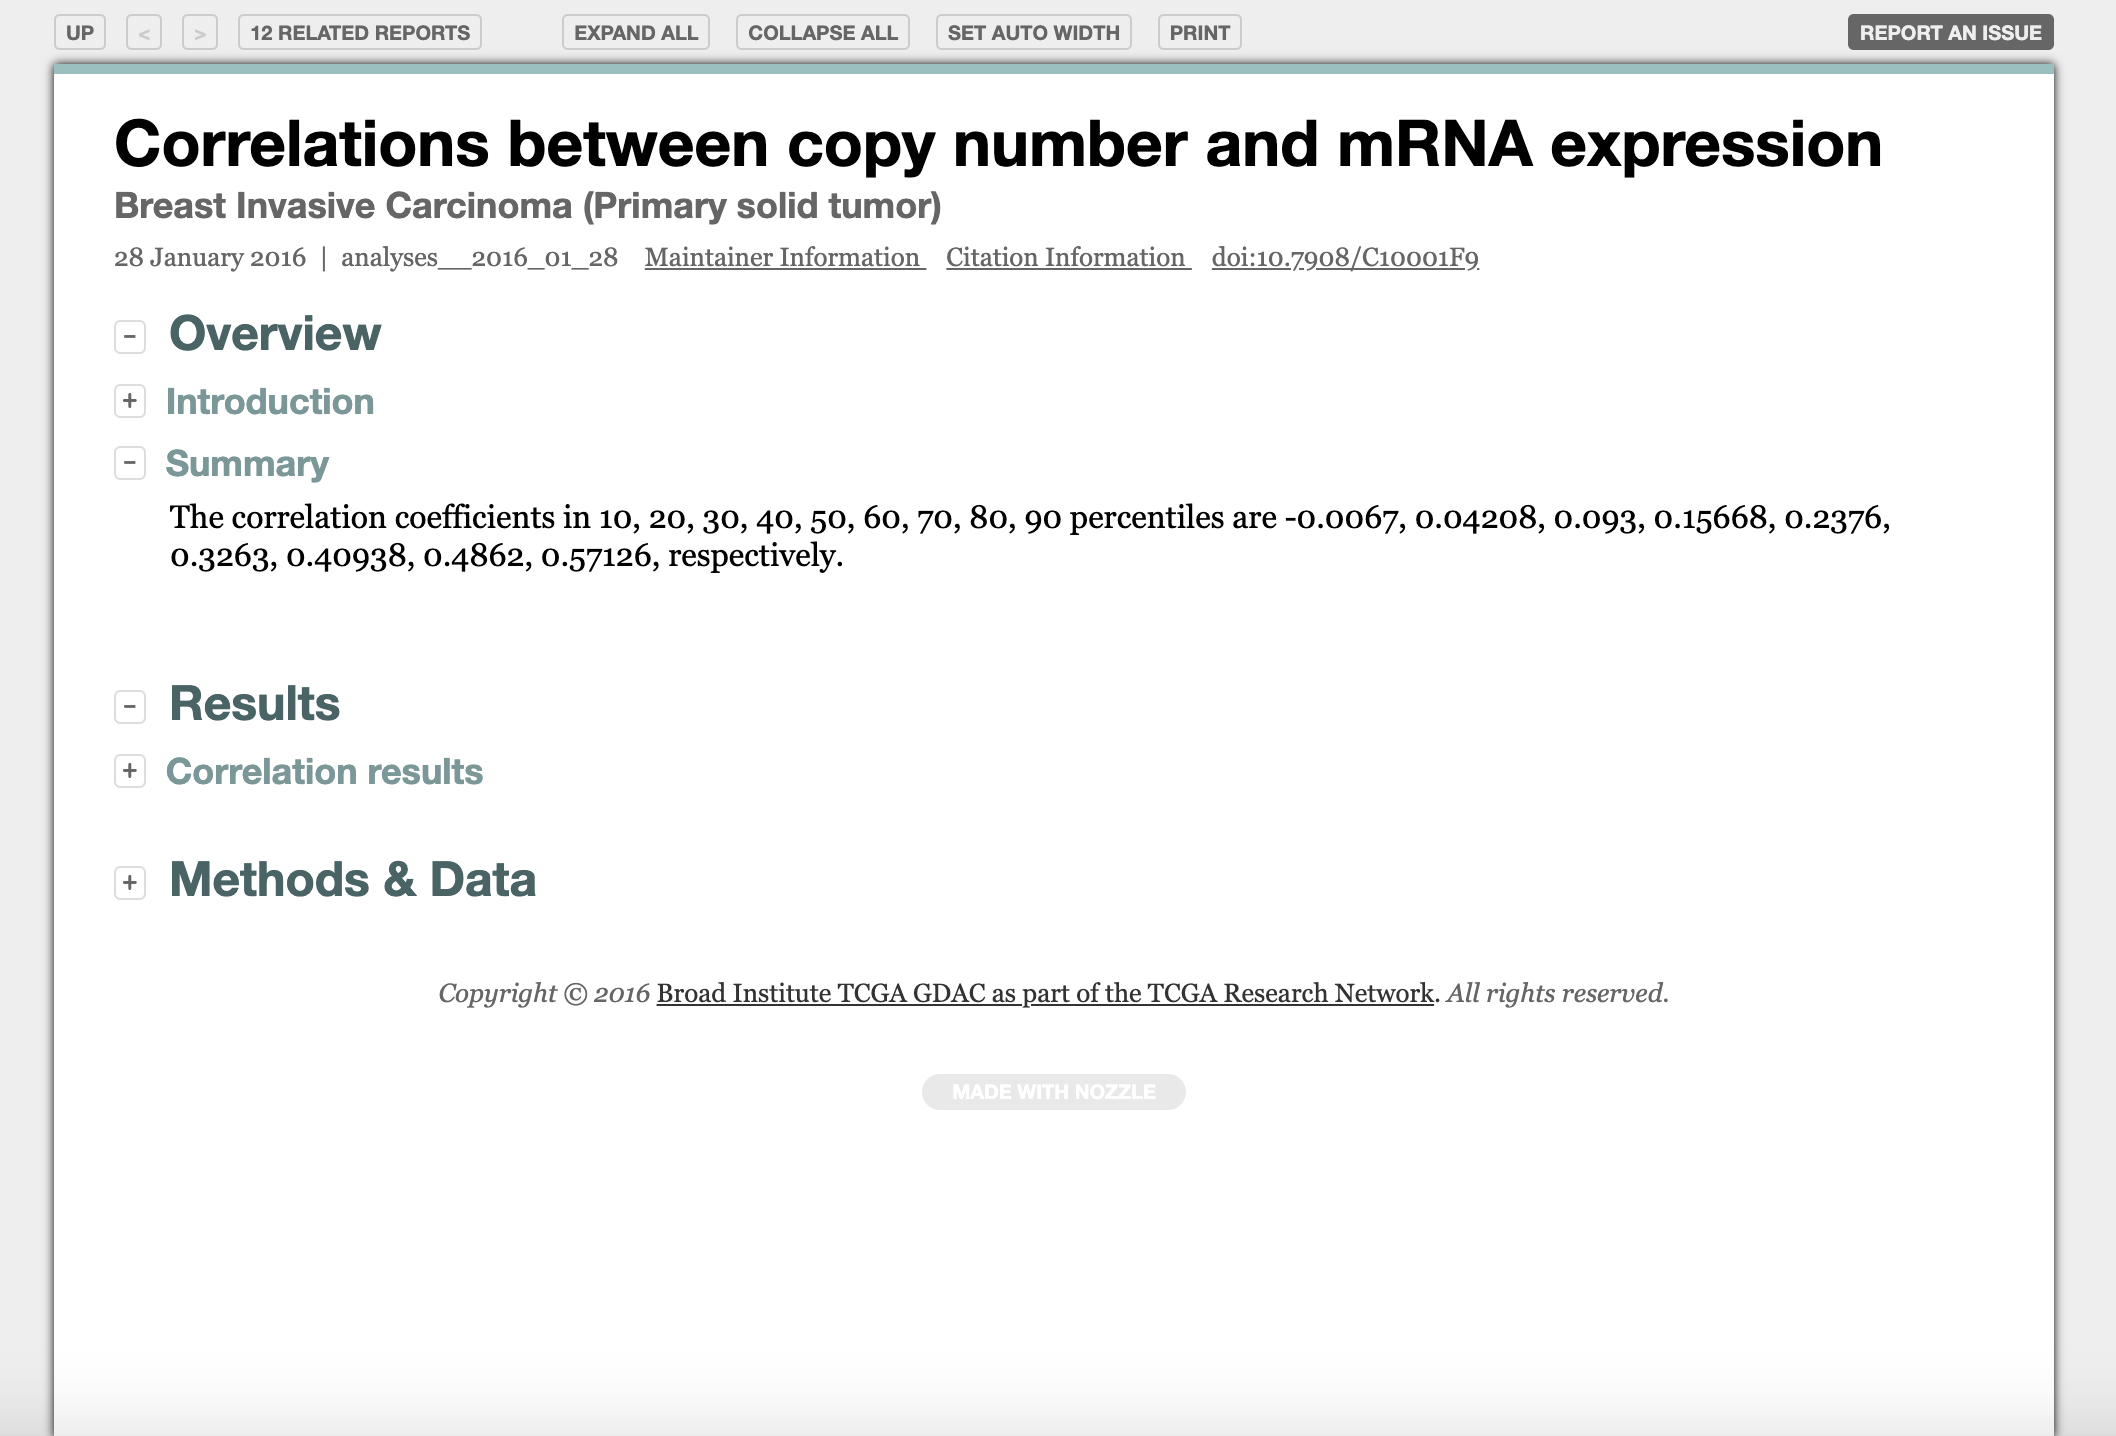 UP < > 12 RELATED REPORTS EXPAND ALL COLLAPSE ALL SET AUTO WIDTH PRINT REPORT AN ISSUE
Correlations between copy number and mRNA expression
Breast Invasive Carcinoma (Primary solid tumor)
28 January 2016 | analyses__2016_01_28 Maintainer Information Citation Information doi:10.7908/C10001F9
− Overview
+ Introduction
− Summary
The correlation coefficients in 10, 20, 30, 40, 50, 60, 70, 80, 90 percentiles are -0.0067, 0.04208, 0.093, 0.15668, 0.2376,
0.3263, 0.40938, 0.4862, 0.57126, respectively.
− Results
+ Correlation results
+ Methods & Data
Copyright © 2016 Broad Institute TCGA GDAC as part of the TCGA Research Network. All rights reserved.
MADE WITH NOZZLE